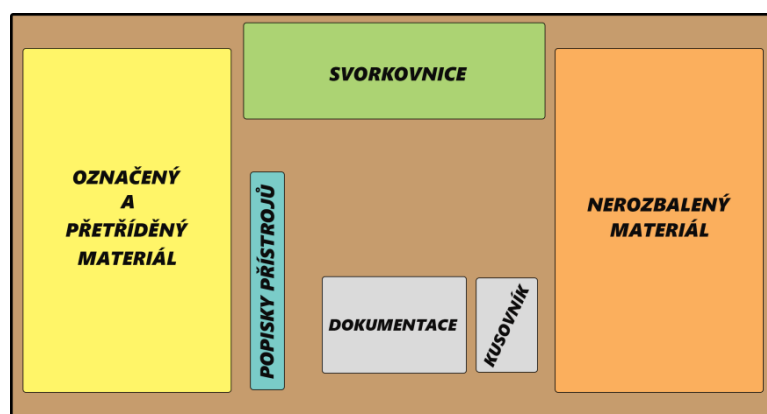 SVORKOVNICE
OZNAČENÝ
A
PŘETŘÍDĚNÝ
MATERIÁL
POPISKY PŘÍSTROJŮ
DOKUMENTACE
KUSOVNÍK
NEROZBALENÝ
MATERIÁL